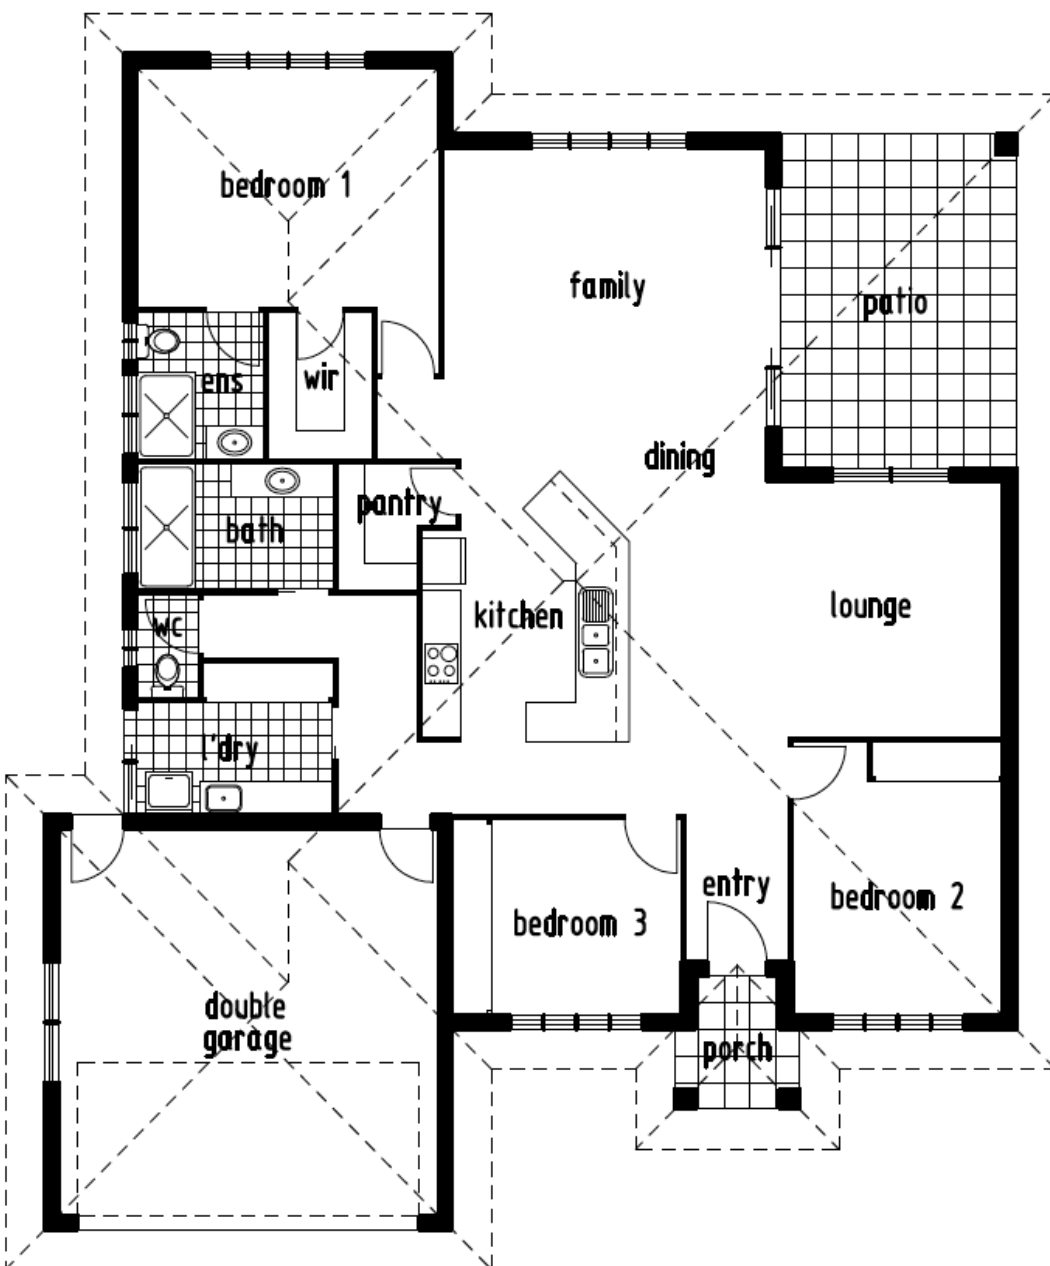 bedroom 1
family
patio
ens
wir
dining
pantry
bath
kitchen
lounge
wc
l'dry
entry
bedroom 2
bedroom 3
double
garage
porch